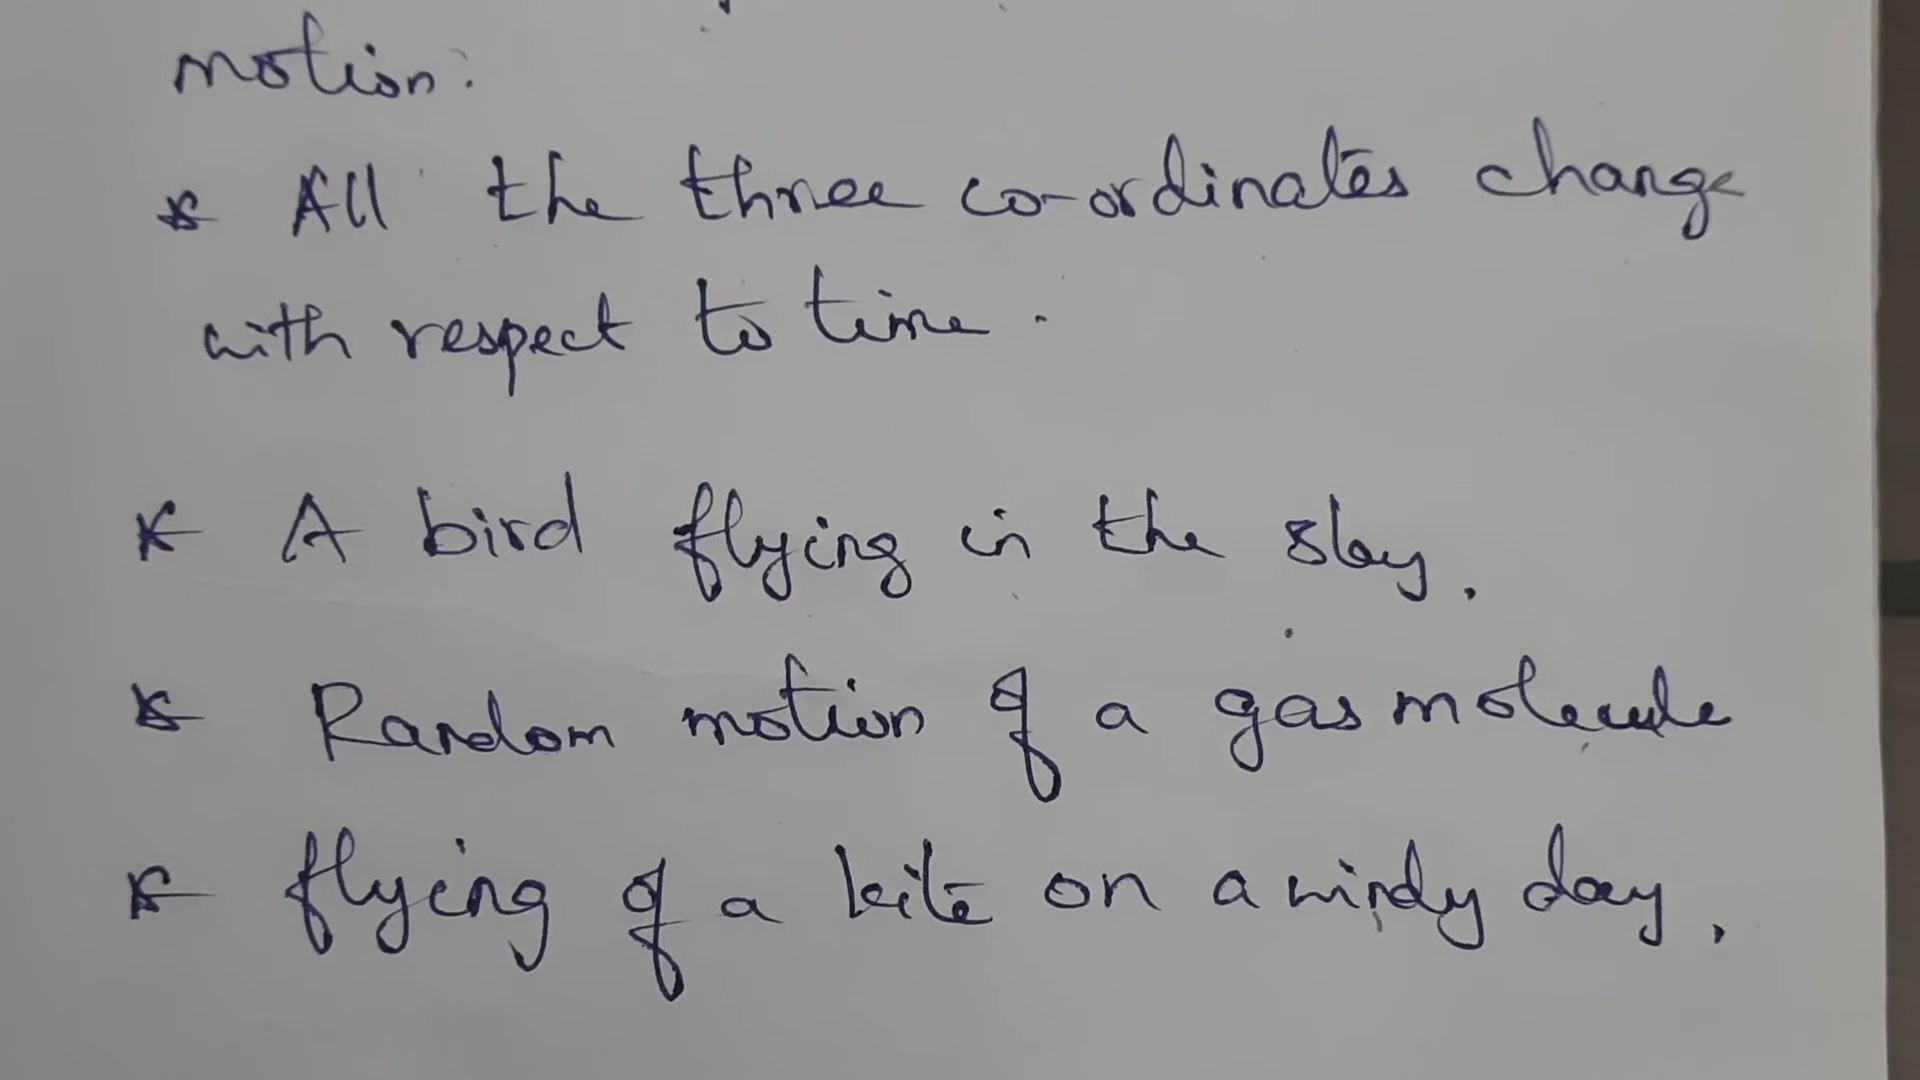 motion:
* All the three co-ordinates change
with respect to time.
* A bird flying in the sky.
* Random motion of a gas molecule
* flying of a kite on a windy day.